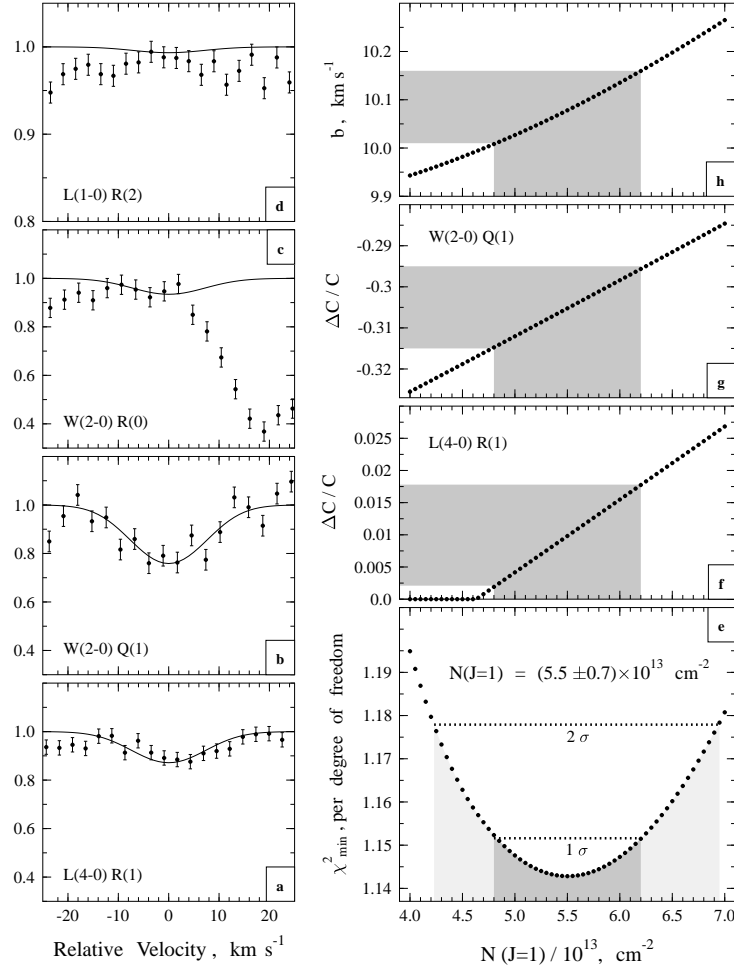 1.0
0.9
0.8
L(1-0) R(2)
d
c
1.0
0.8
0.6
0.4
W(2-0) R(0)
1.0
0.8
0.6
0.4
W(2-0) Q(1)
b
1.0
0.8
0.6
0.4
L(4-0) R(1)
a
-20 -10 0 10 20
Relative Velocity , km s-1
b , km s-1
10.2
10.1
10.0
9.9
h
ΔC / C
W(2-0) Q(1)
-0.29
-0.3
-0.31
-0.32
g
ΔC / C
L(4-0) R(1)
0.025
0.02
0.015
0.01
0.005
0.0
f
e
χ2min , per degree of freedom
1.19
1.18
1.17
1.16
1.15
1.14
N(J=1) = (5.5 ±0.7)×1013 cm-2
2 σ
1 σ
4.0 4.5 5.0 5.5 6.0 6.5 7.0
N (J=1) / 1013, cm-2